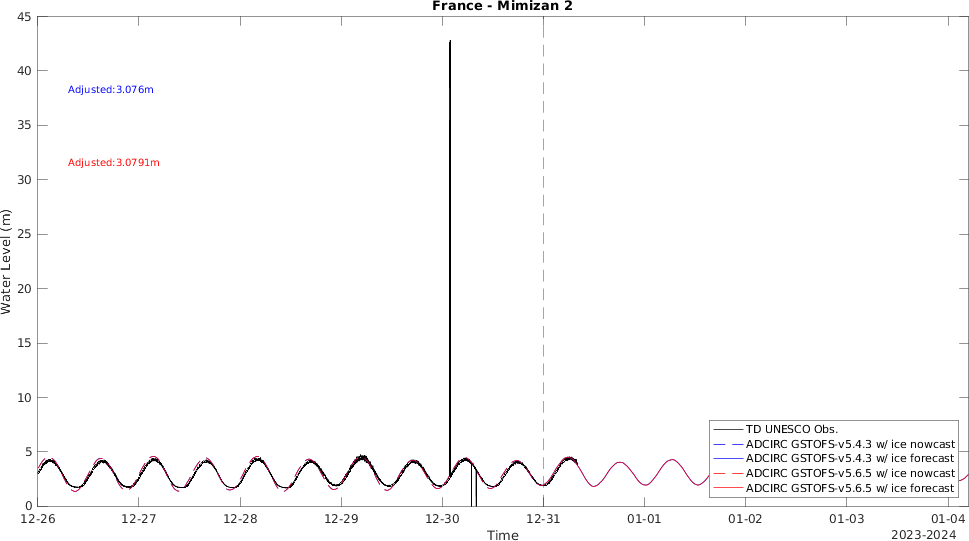 France - Mimizan 2
45
40
35
30
25
20
15
10
5
0
Water Level (m)
Adjusted:3.076m
Adjusted:3.0791m
TD UNESCO Obs.
ADCIRC GSTOFS-v5.4.3 w/ ice nowcast
ADCIRC GSTOFS-v5.4.3 w/ ice forecast
ADCIRC GSTOFS-v5.6.5 w/ ice nowcast
ADCIRC GSTOFS-v5.6.5 w/ ice forecast
12-26 12-27 12-28 12-29 12-30 12-31 01-01 01-02 01-03 01-04
Time
2023-2024